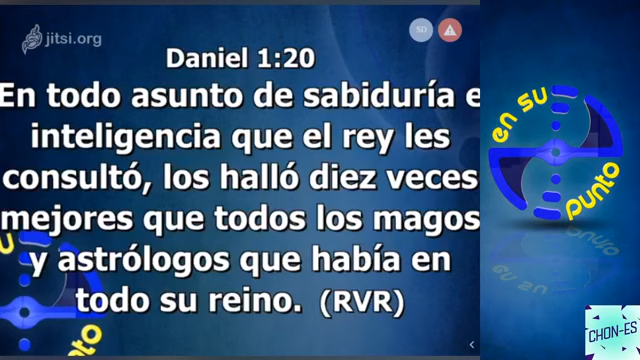 jitsi.org
SD
Daniel 1:20
En todo asunto de sabiduría e
inteligencia que el rey les
consultó, los halló diez veces
mejores que todos los magos
y astrólogos que había en
todo su reino. (RVR)
en su
punto
punto
CHON-ES